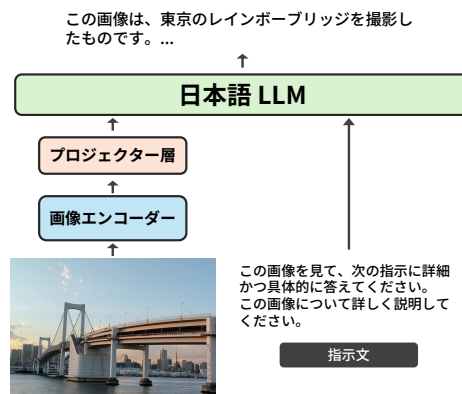 この画像は、東京のレインボーブリッジを撮影し
たものです。...
日本語 LLM
プロジェクター層
画像エンコーダー
この画像を見て、次の指示に詳細
かつ具体的に答えてください。
この画像について詳しく説明して
ください。
指示文